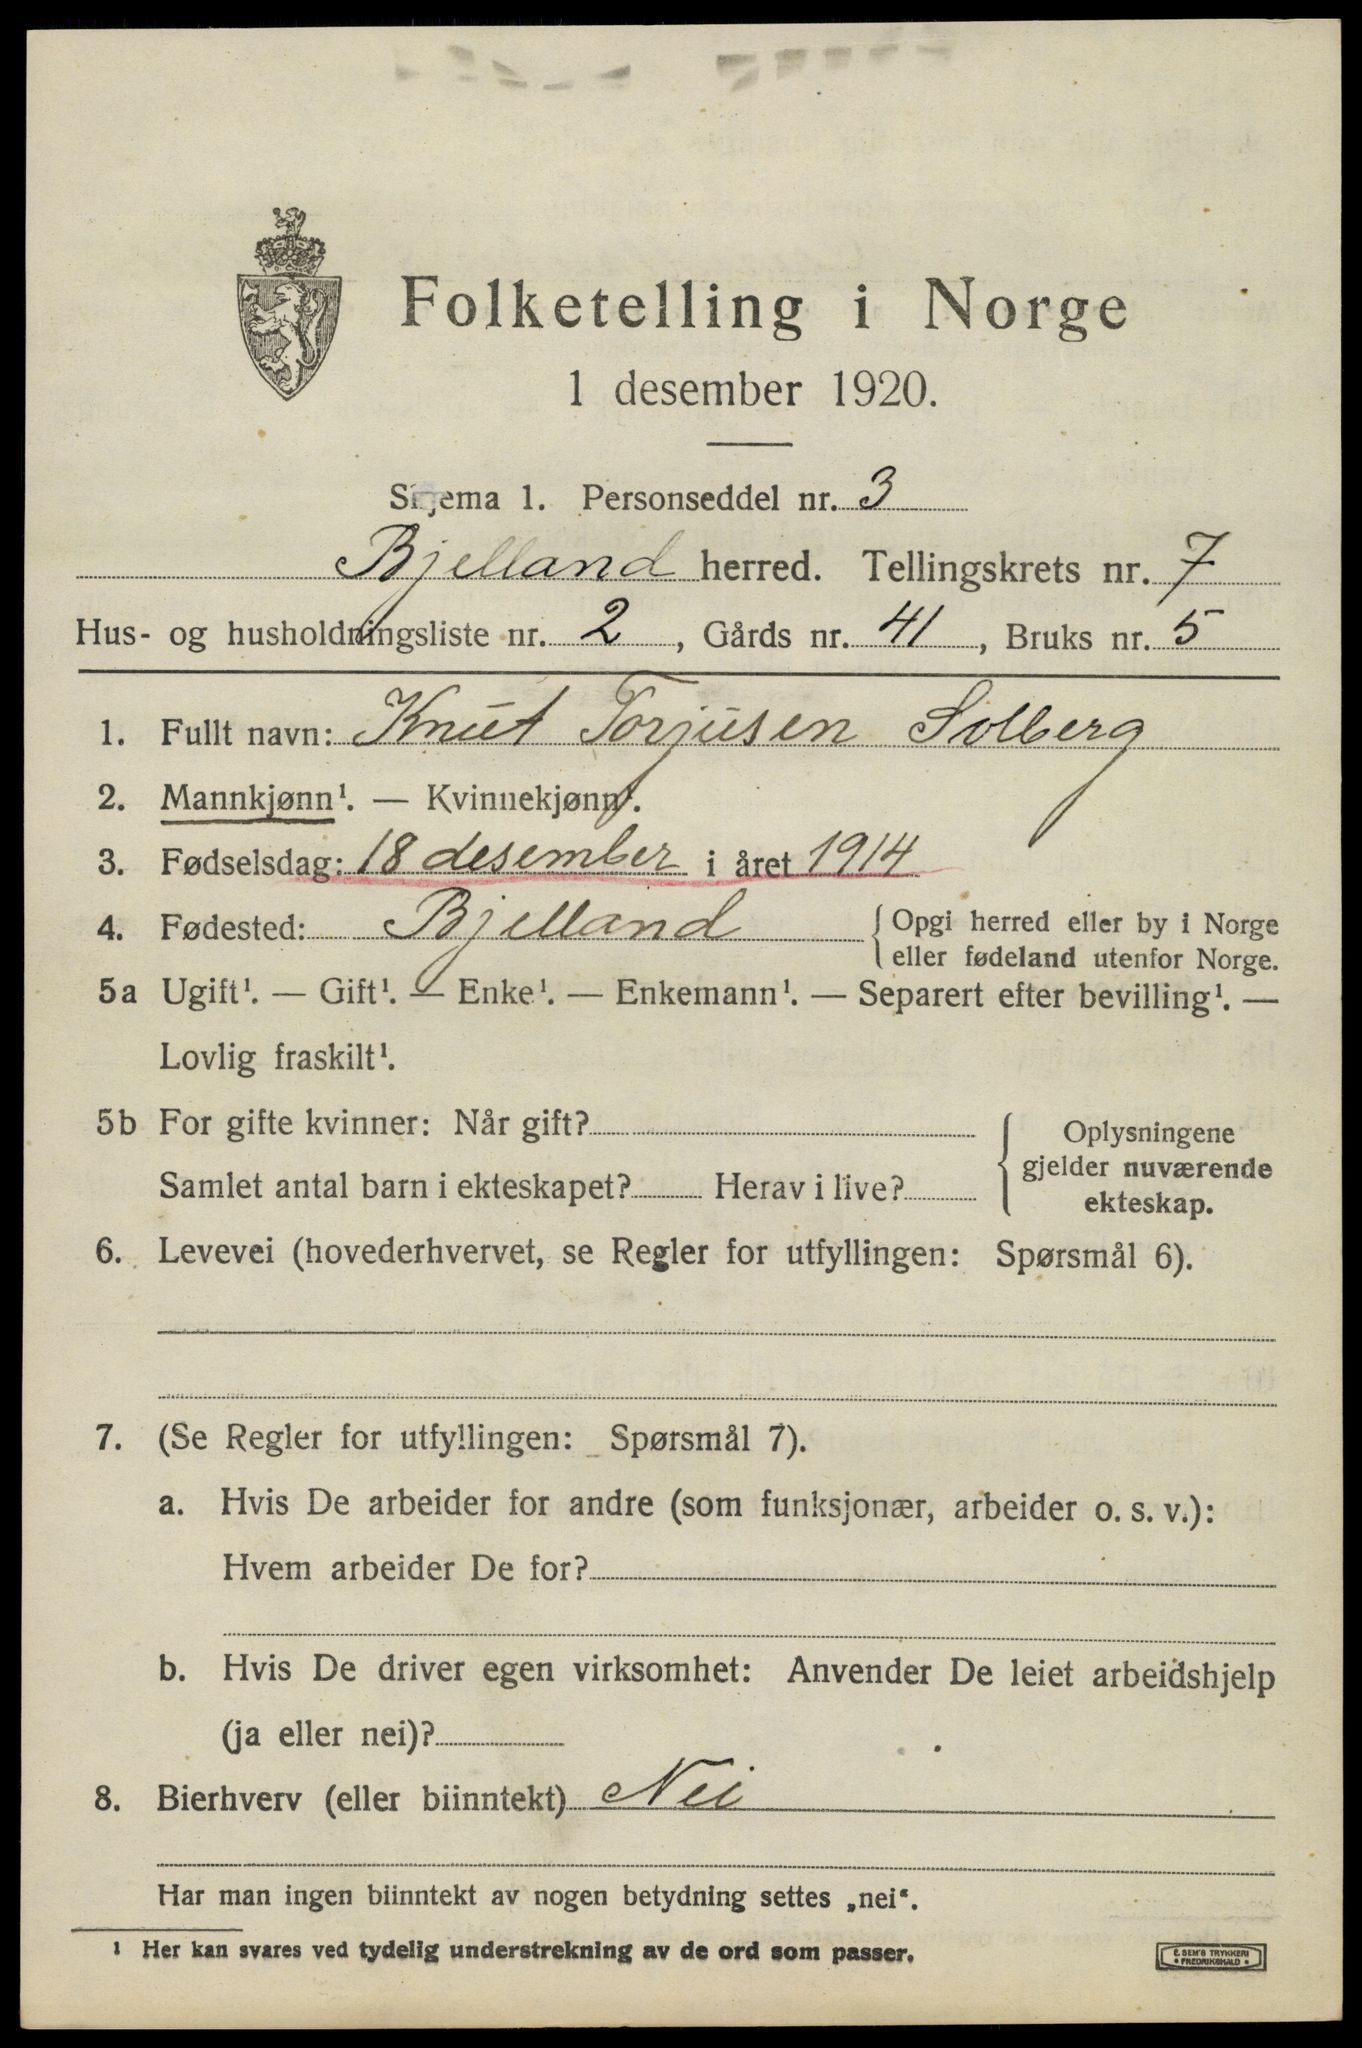 Folketelling i Norge
1 desember 1920.
Skjema 1. Personseddel nr. 3
Bjelland herred. Tellingskrets nr. 7
Hus- og husholdningsliste nr. 2, Gårds nr. 41, Bruks nr. 5
1. Fullt navn: Knut Torjusen Solberg
2. Mannkjønn¹. — Kvinnekjønn¹.
3. Fødselsdag: 18 desember i året 1914
4. Fødested: Bjelland {Opgi herred eller by i Norge
eller fødeland utenfor Norge.
5a Ugift¹. — Gift¹. — Enke¹. — Enkemann¹. — Separert efter bevilling¹. —
Lovlig fraskilt¹.
5b For gifte kvinner: Når gift?
Samlet antal barn i ekteskapet? Herav i live?
Oplysningene
gjelder nuværende
ekteskap.
6. Levevei (hovederhvervet, se Regler for utfyllingen: Spørsmål 6).
7. (Se Regler for utfyllingen: Spørsmål 7).
a. Hvis De arbeider for andre (som funksjonær, arbeider o. s. v.):
Hvem arbeider De for?
b. Hvis De driver egen virksomhet: Anvender De leiet arbeidshjelp
(ja eller nei)?
8. Bierhverv (eller biinntekt) Nei
Har man ingen biinntekt av nogen betydning settes „nei“.
¹ Her kan svares ved tydelig understrekning av de ord som passer.
E. SEM'S TRYKKERI
FREDRIKSHALD